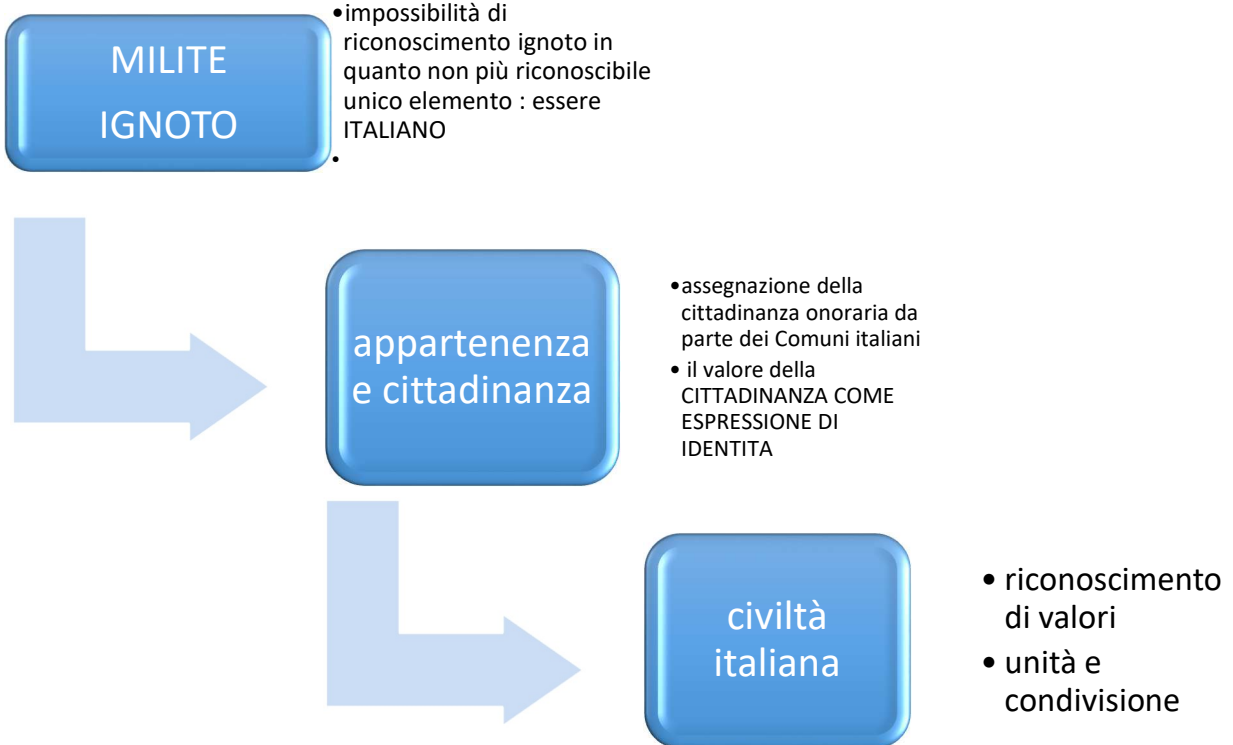 MILITE
IGNOTO
•impossibilità di
riconoscimento ignoto in
quanto non più riconoscibile
unico elemento : essere
ITALIANO
•
appartenenza
e cittadinanza
•assegnazione della
cittadinanza onoraria da
parte dei Comuni italiani
• il valore della
CITTADINANZA COME
ESPRESSIONE DI
IDENTITA
civiltà
italiana
• riconoscimento
di valori
• unità e
condivisione